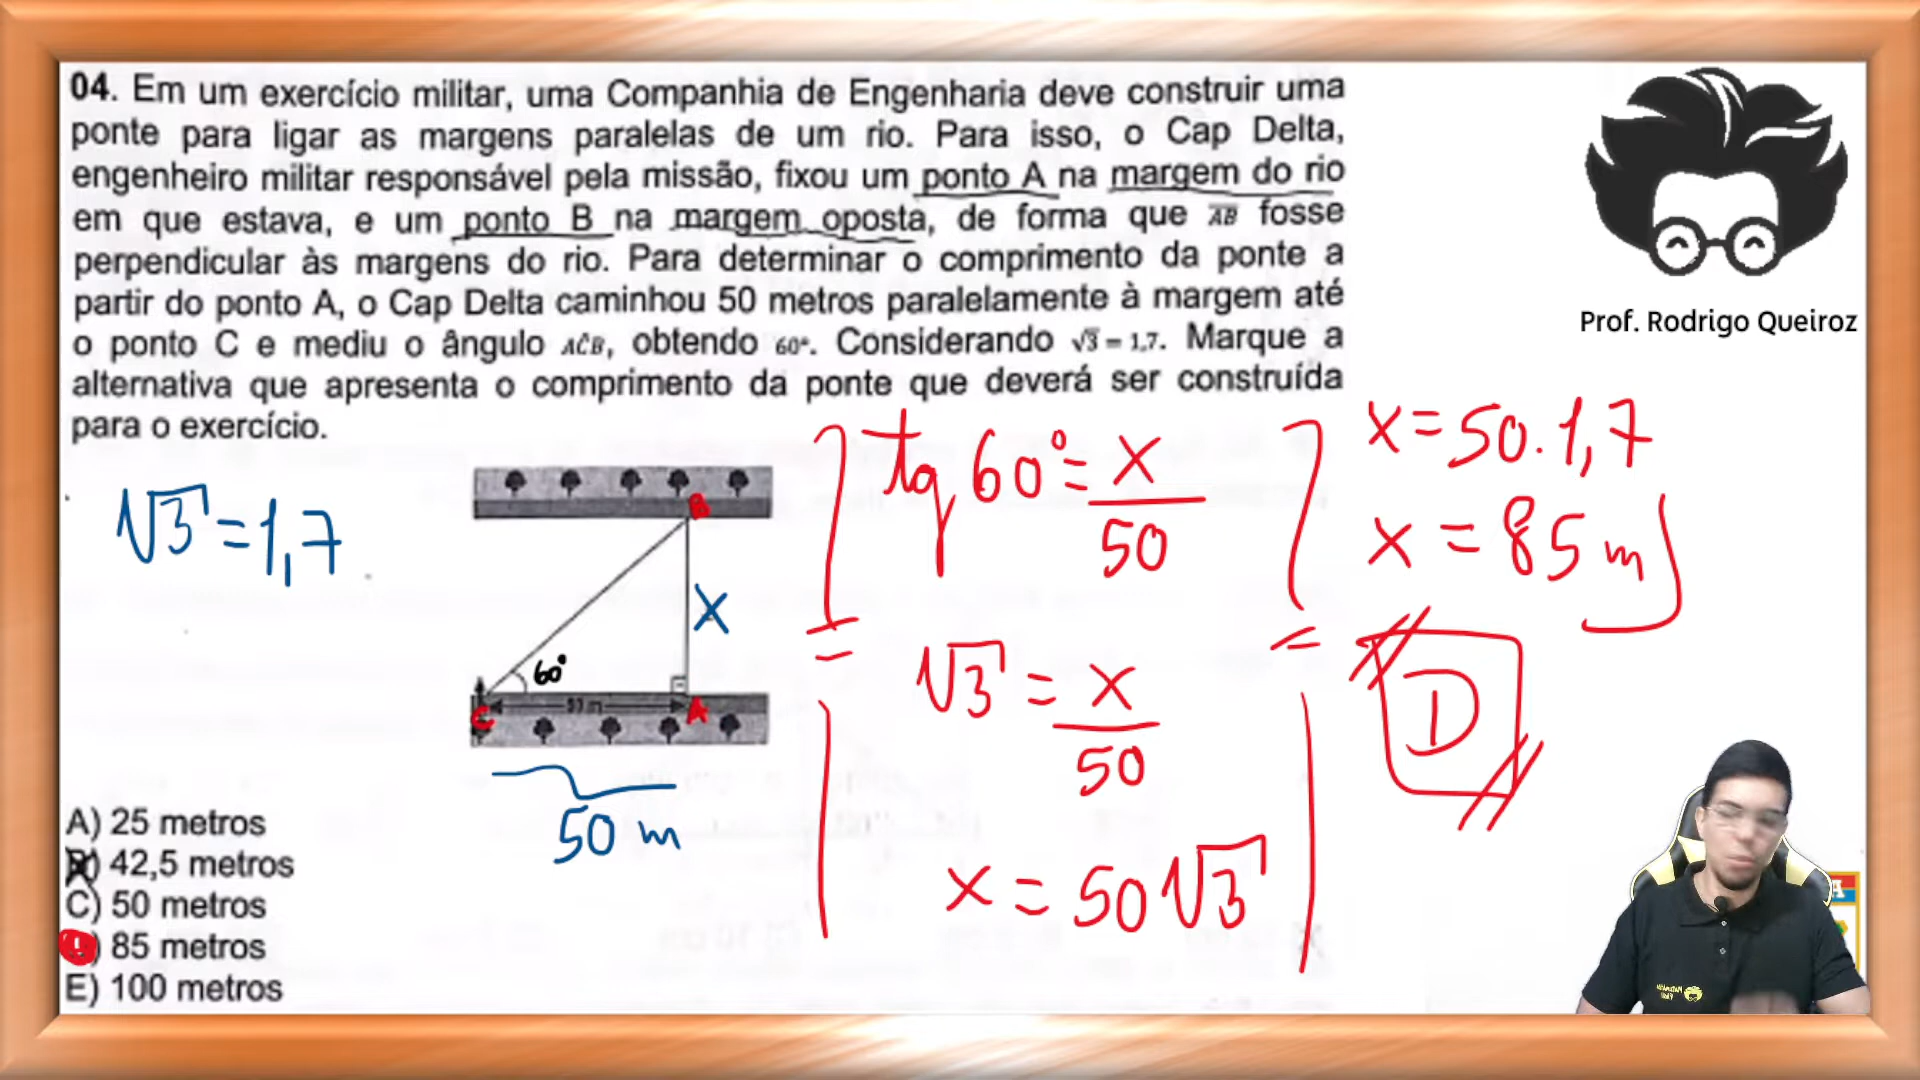 04. Em um exercício militar, uma Companhia de Engenharia deve construir uma
ponte para ligar as margens paralelas de um rio. Para isso, o Cap Delta,
engenheiro militar responsável pela missão, fixou um ponto A na margem do rio
em que estava, e um ponto B na margem oposta, de forma que AB fosse
perpendicular às margens do rio. Para determinar o comprimento da ponte a
partir do ponto A, o Cap Delta caminhou 50 metros paralelamente à margem até
o ponto C e mediu o ângulo AĈB, obtendo 60°. Considerando √3 = 1,7. Marque a
alternativa que apresenta o comprimento da ponte que deverá ser construída
para o exercício.
Prof. Rodrigo Queiroz
√3 = 1,7
B
X
60°
C
A
50 m
A) 25 metros
B) 42,5 metros
C) 50 metros
) 85 metros
E) 100 metros
tg 60° = x
50
√3 = x
50
x = 50√3
x = 50.1,7
x = 85 m
D